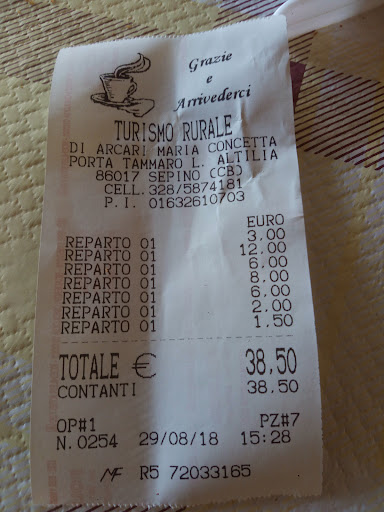 Grazie
e
Arrivederci
TURISMO RURALE
DI ARCARI MARIA CONCETTA
PORTA TAMMARO L. ALTILIA
86017 SEPINO (CB)
CELL.328/5874181
P.I. 01632610703
EURO
REPARTO 01 3.00
REPARTO 01 12.00
REPARTO 01 6.00
REPARTO 01 8.00
REPARTO 01 6.00
REPARTO 01 2.00
REPARTO 01 1.50
TOTALE € 38.50
CONTANTI 38.50
OP#1 PZ#7
N.0254 29/08/18 15:28
MF R5 72033165